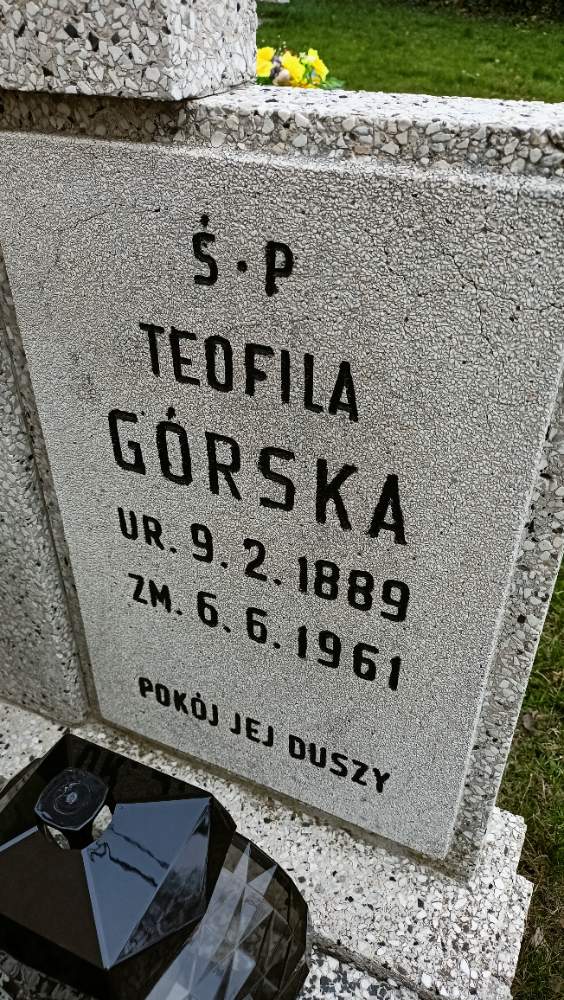 Ś·P
TEOFILA
GÓRSKA
UR. 9. 2. 1889
ZM. 6. 6. 1961
POKÓJ JEJ DUSZY